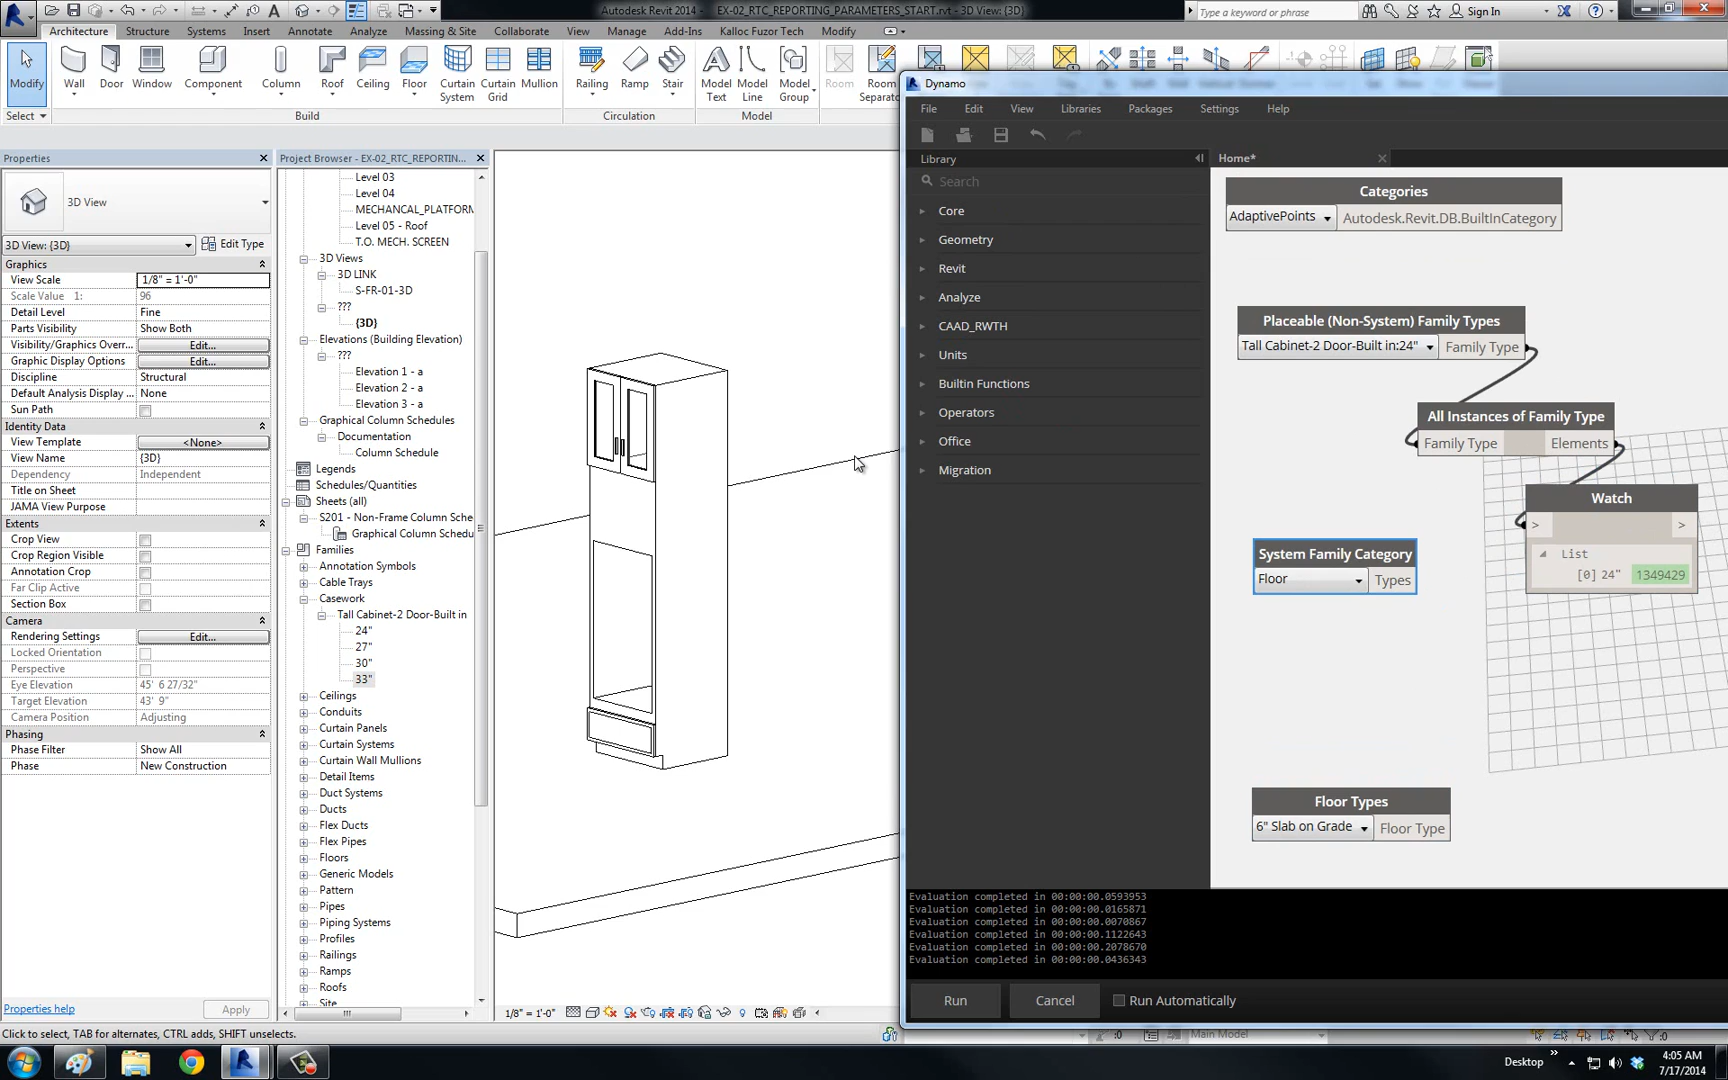 Autodesk Revit 2014 - EX-02_RTC_REPORTING_PARAMETERS_START.rvt - 3D View: {3D}
Type a keyword or phrase
Sign In
Architecture Structure Systems Insert Annotate Analyze Massing & Site Collaborate View Manage Add-Ins Kalloc Fuzor Tech Modify
Modify Wall Door Window Component Column Roof Ceiling Floor Curtain System Curtain Grid Mullion Railing Ramp Stair Model Text Model Line Model Group Room Room Separator
Select Build Circulation Model
Properties
3D View
3D View: {3D}
Edit Type
Graphics
View Scale 1/8" = 1'-0"
Scale Value 1: 96
Detail Level Fine
Parts Visibility Show Both
Visibility/Graphics Overr... Edit...
Graphic Display Options Edit...
Discipline Structural
Default Analysis Display ... None
Sun Path
Identity Data
View Template <None>
View Name {3D}
Dependency Independent
Title on Sheet
JAMA View Purpose
Extents
Crop View
Crop Region Visible
Annotation Crop
Far Clip Active
Section Box
Camera
Rendering Settings Edit...
Locked Orientation
Perspective
Eye Elevation 45' 6 27/32"
Target Elevation 43' 9"
Camera Position Adjusting
Phasing
Phase Filter Show All
Phase New Construction
Properties help
Apply
Project Browser - EX-02_RTC_REPORTIN...
Level 03
Level 04
MECHANCAL_PLATFORM
Level 05 - Roof
T.O. MECH. SCREEN
3D Views
3D LINK
S-FR-01-3D
???
{3D}
Elevations (Building Elevation)
???
Elevation 1 - a
Elevation 2 - a
Elevation 3 - a
Graphical Column Schedules
Documentation
Column Schedule
Legends
Schedules/Quantities
Sheets (all)
S201 - Non-Frame Column Sche
Graphical Column Schedu
Families
Annotation Symbols
Cable Trays
Casework
Tall Cabinet-2 Door-Built in
24"
27"
30"
33"
Ceilings
Conduits
Curtain Panels
Curtain Systems
Curtain Wall Mullions
Detail Items
Duct Systems
Ducts
Flex Ducts
Flex Pipes
Floors
Generic Models
Pattern
Pipes
Piping Systems
Profiles
Railings
Ramps
Roofs
Site
1/8" = 1'-0"
Dynamo
File Edit View Libraries Packages Settings Help
Library
Search
Core
Geometry
Revit
Analyze
CAAD_RWTH
Units
Builtin Functions
Operators
Office
Migration
Home*
Categories
AdaptivePoints Autodesk.Revit.DB.BuiltInCategory
Placeable (Non-System) Family Types
Tall Cabinet-2 Door-Built in:24" Family Type
All Instances of Family Type
Family Type Elements
Watch
> >
List
[0] 24" 1349429
System Family Category
Floor Types
Floor Types
6" Slab on Grade Floor Type
Evaluation completed in 00:00:00.0593953
Evaluation completed in 00:00:00.0165871
Evaluation completed in 00:00:00.0070867
Evaluation completed in 00:00:00.1122643
Evaluation completed in 00:00:00.2078670
Evaluation completed in 00:00:00.0436343
Run Cancel Run Automatically
Click to select, TAB for alternates, CTRL adds, SHIFT unselects.
:0 Main Model :0
Desktop
4:05 AM
7/17/2014